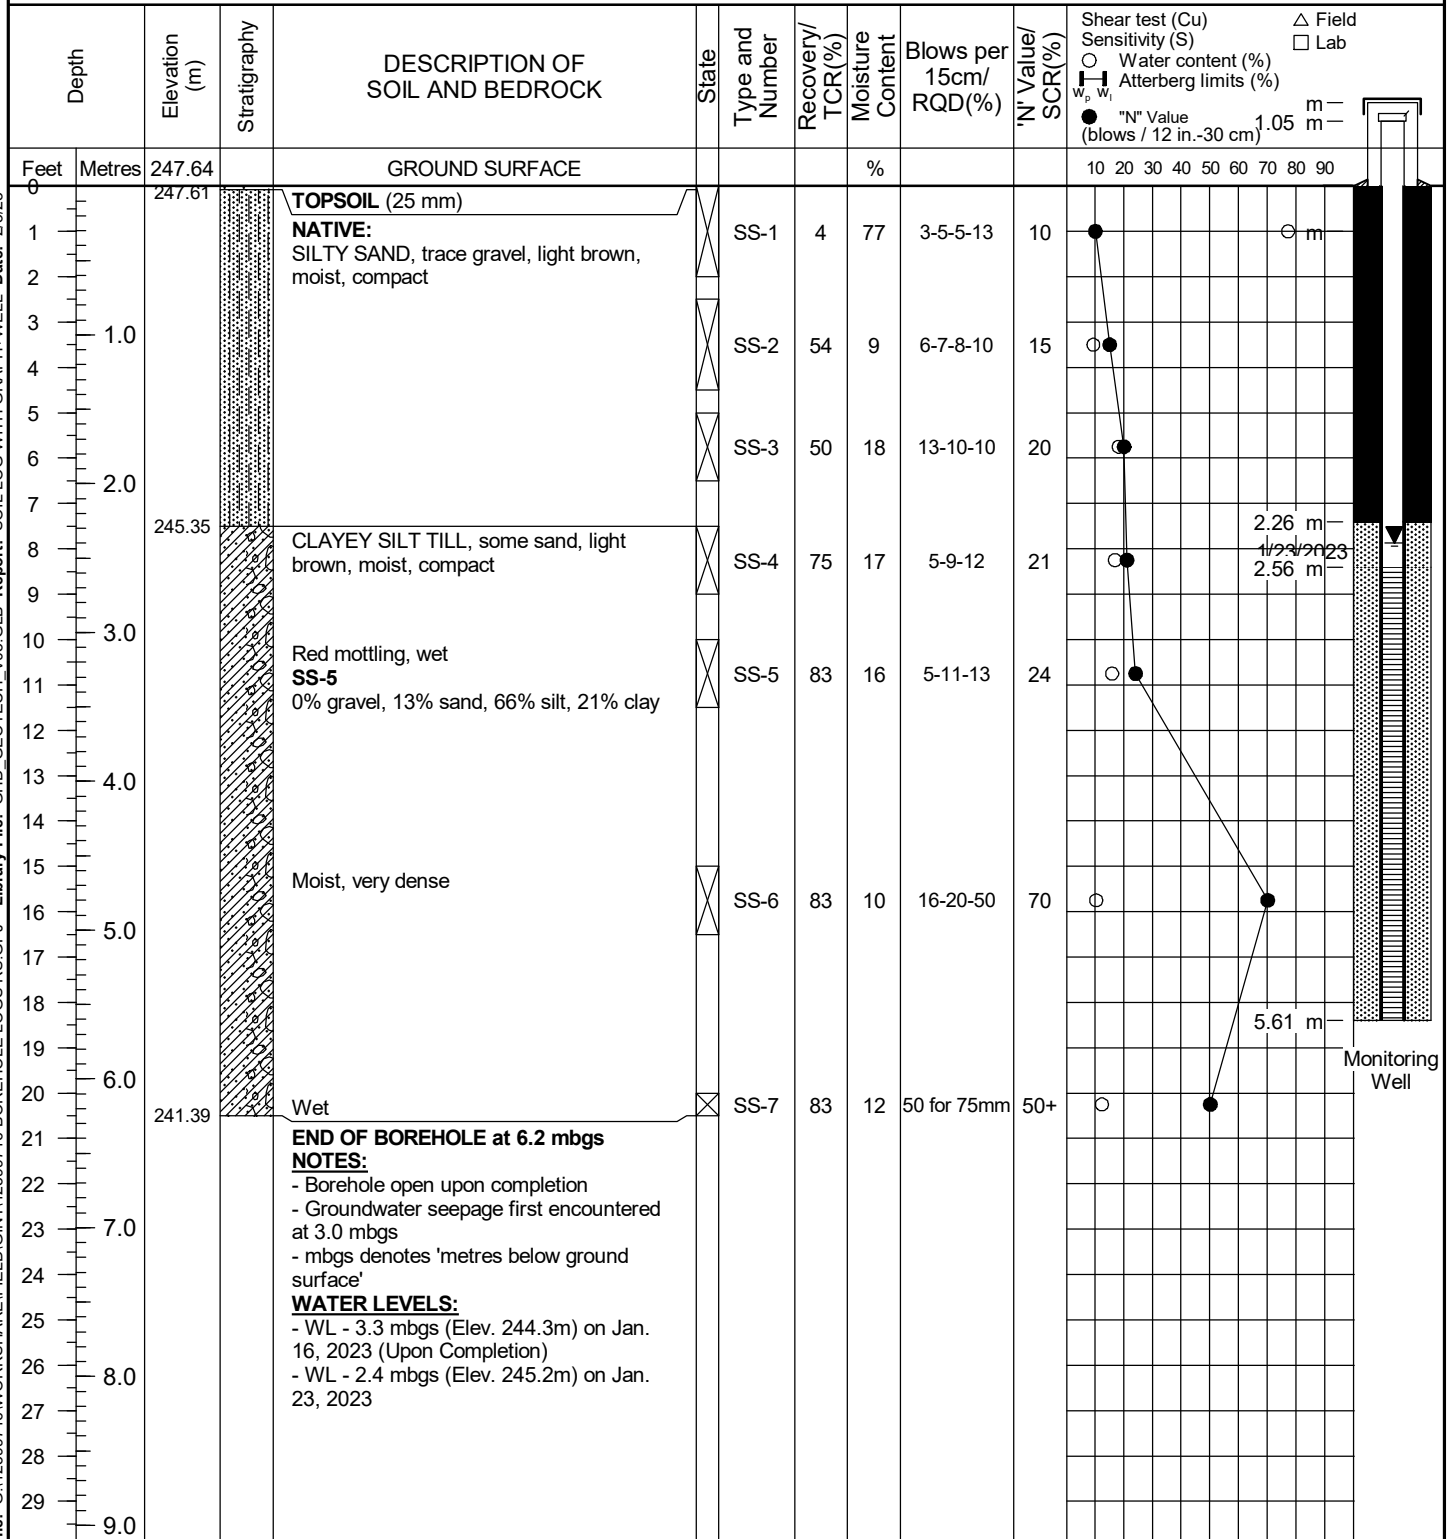 Depth
Elevation (m)
Stratigraphy
DESCRIPTION OF
SOIL AND BEDROCK
State
Type and Number
Recovery/ TCR(%)
Moisture Content
Blows per
15cm/
RQD(%)
'N' Value/ SCR(%)
Shear test (Cu)
Sensitivity (S)
△ Field
□ Lab
○ Water content (%)
Atterberg limits (%)
Wp Wl
● "N" Value
(blows / 12 in.-30 cm)
m
1.05 m
Feet Metres 247.64 GROUND SURFACE % 10 20 30 40 50 60 70 80 90
0
247.61
TOPSOIL (25 mm)
NATIVE:
SILTY SAND, trace gravel, light brown,
moist, compact
1 SS-1 4 77 3-5-5-13 10 m
2
3
1.0
SS-2 54 9 6-7-8-10 15
4
5
6 SS-3 50 18 13-10-10 20
2.0
7
2.26 m
245.35
CLAYEY SILT TILL, some sand, light
brown, moist, compact
8 SS-4 75 17 5-9-12 21
1/23/2023
2.56 m
9
10
3.0
Red mottling, wet
SS-5
0% gravel, 13% sand, 66% silt, 21% clay
11 SS-5 83 16 5-11-13 24
12
13
4.0
14
15
Moist, very dense
16 SS-6 83 10 16-20-50 70
5.0
17
18
5.61 m
19
Monitoring
Well
6.0
20
Wet SS-7 83 12 50 for 75mm 50+
241.39
END OF BOREHOLE at 6.2 mbgs
21
NOTES:
- Borehole open upon completion
22
- Groundwater seepage first encountered
at 3.0 mbgs
23
7.0
- mbgs denotes 'metres below ground
surface'
24
WATER LEVELS:
- WL - 3.3 mbgs (Elev. 244.3m) on Jan.
16, 2023 (Upon Completion)
25
26
8.0
- WL - 2.4 mbgs (Elev. 245.2m) on Jan.
23, 2023
27
28
29
9.0